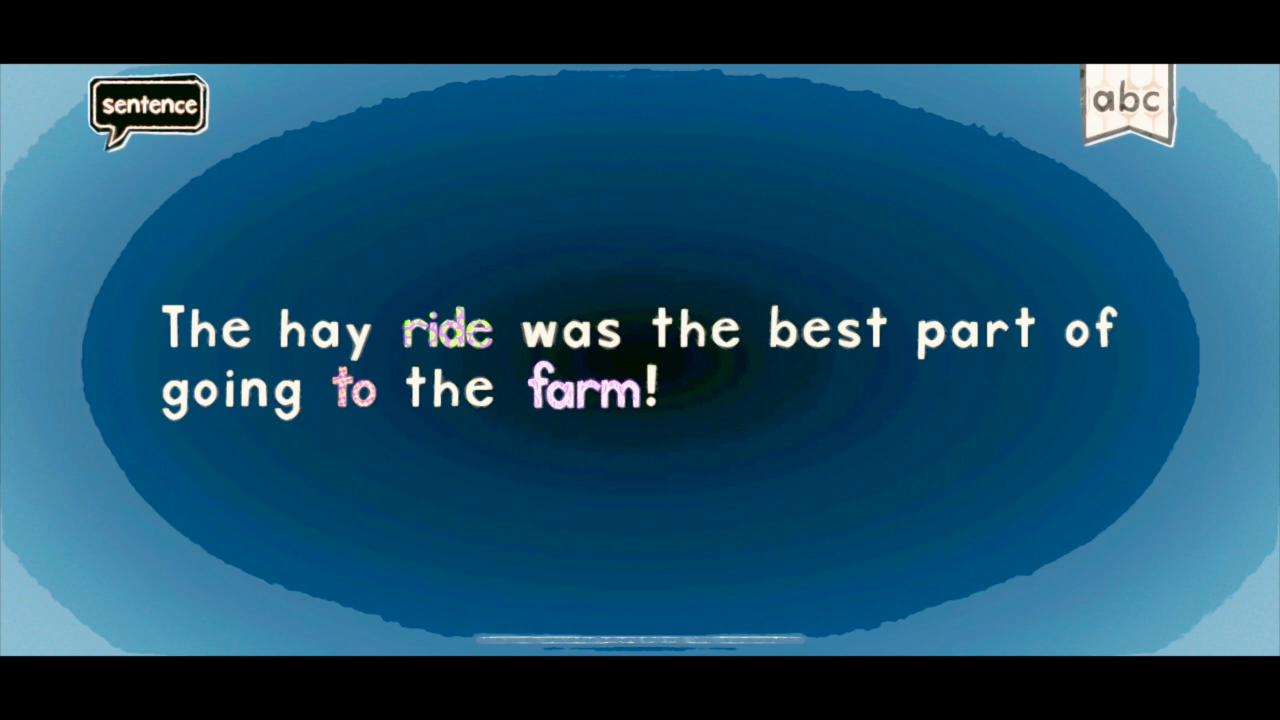 sentence
abc
The hay ride was the best part of
going to the farm!